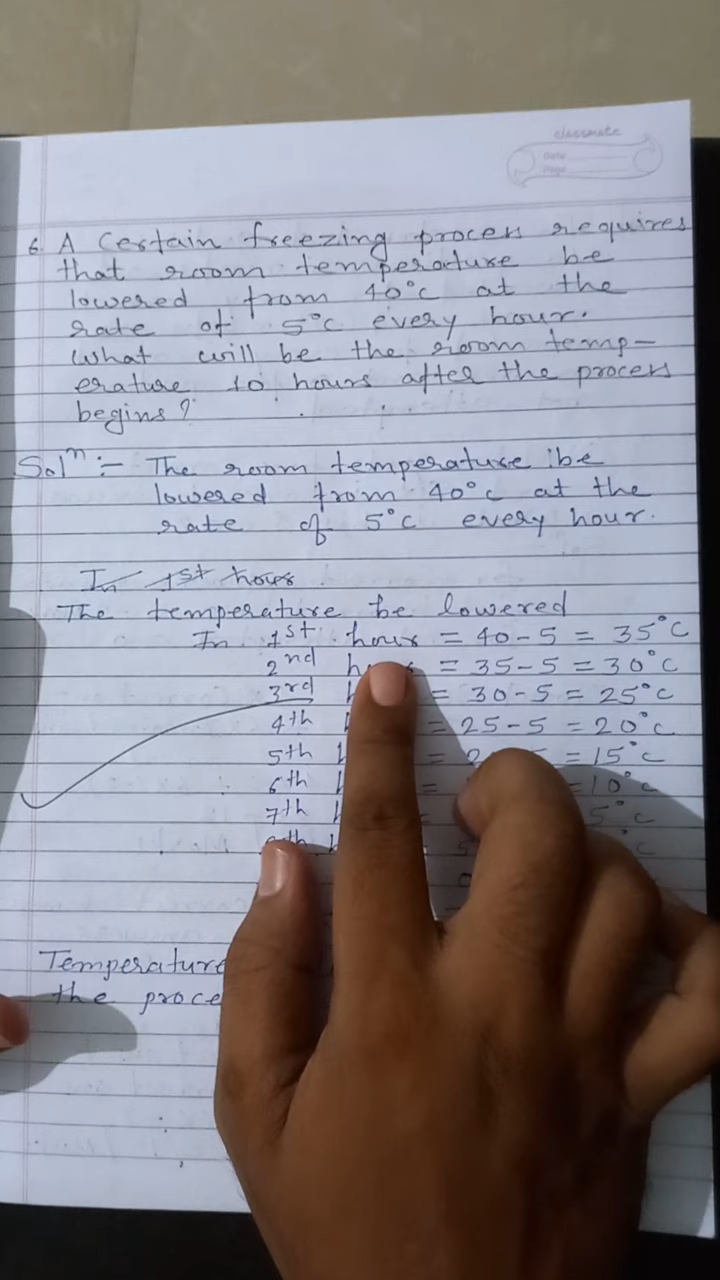 classmate
Date
Page
6. A Certain freezing process requires
that room temperature be
lowered from 40°C at the
rate of 5°C every hour.
What will be the room temp-
erature 10 hours after the process
begins?
Solⁿ :- The room temperature be
lowered from 40°C at the
rate of 5°C every hour.
In 1st hours
The temperature be lowered
In 1st hour = 40-5 = 35°C
2nd = 35-5 = 30°C
3rd = 30-5 = 25°C
4th = 25-5 = 20°C
5th = 15°C
6th = 10°C
7th 5°C
Temperature
the proce